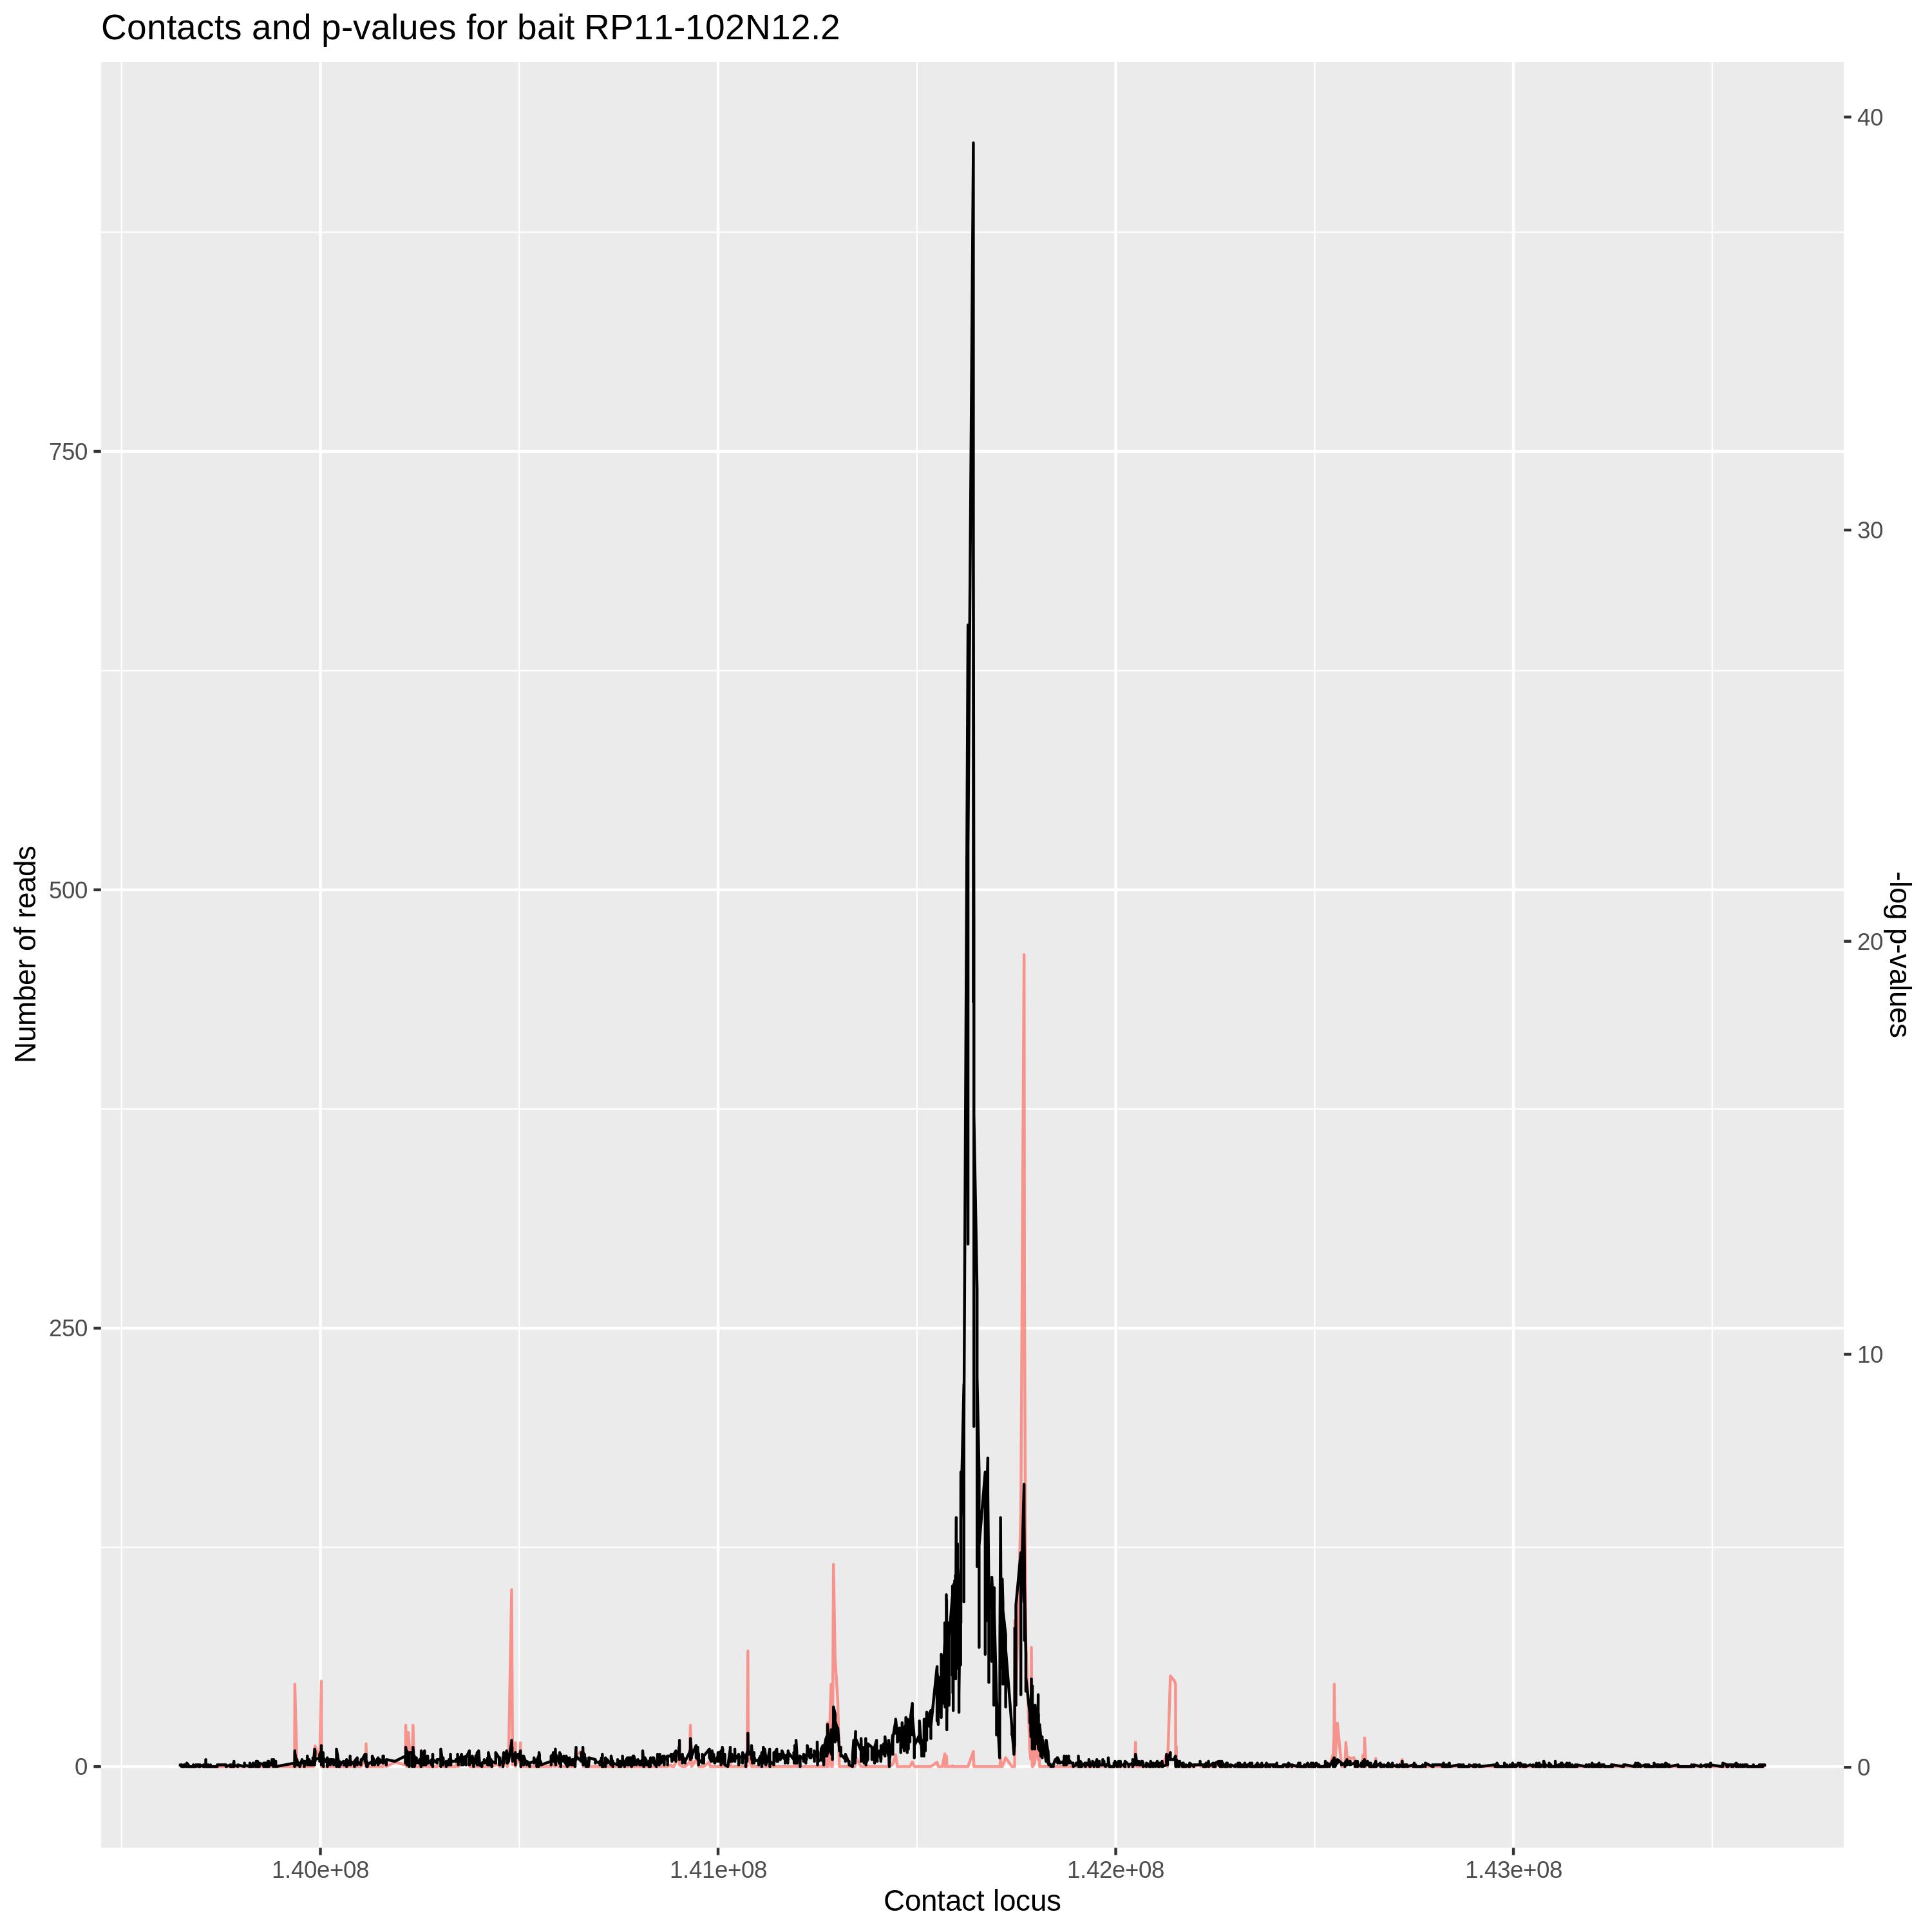 Contacts and p-values for bait RP11-102N12.2
40
750
30
500
20
Number of reads
-log p-values
250
10
0
0
1.40e+08 1.41e+08 1.42e+08 1.43e+08
Contact locus